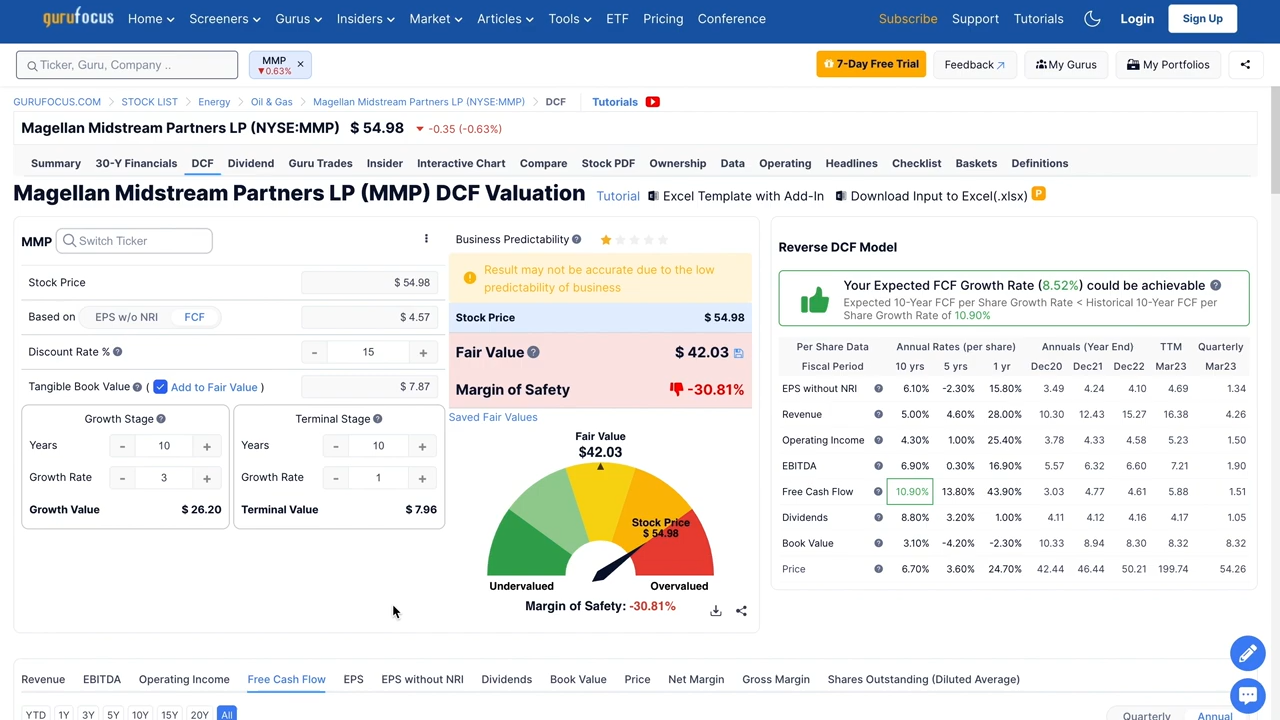 gurufocus Home Screeners Gurus Insiders Market Articles Tools ETF Pricing Conference Subscribe Support Tutorials Login Sign Up
Ticker, Guru, Company .. MMP × ▼0.63% 7-Day Free Trial Feedback My Gurus My Portfolios
GURUFOCUS.COM > STOCK LIST > Energy > Oil & Gas > Magellan Midstream Partners LP (NYSE:MMP) > DCF Tutorials
Magellan Midstream Partners LP (NYSE:MMP) $ 54.98 ▼ -0.35 (-0.63%)
Summary 30-Y Financials DCF Dividend Guru Trades Insider Interactive Chart Compare Stock PDF Ownership Data Operating Headlines Checklist Baskets Definitions
Magellan Midstream Partners LP (MMP) DCF Valuation Tutorial Excel Template with Add-In Download Input to Excel(.xlsx) P
MMP Switch Ticker
Stock Price $ 54.98
Based on EPS w/o NRI FCF $ 4.57
Discount Rate % - 15 +
Tangible Book Value ( Add to Fair Value ) $ 7.87
Growth Stage
Years - 10 +
Growth Rate - 3 +
Growth Value $ 26.20
Terminal Stage
Years - 10 +
Growth Rate - 1 +
Terminal Value $ 7.96
Business Predictability
Result may not be accurate due to the low
predictability of business
Stock Price $ 54.98
Fair Value $ 42.03
Margin of Safety -30.81%
Saved Fair Values
Fair Value
$42.03
Stock Price
$ 54.98
Undervalued Overvalued
Margin of Safety: -30.81%
Reverse DCF Model
Your Expected FCF Growth Rate (8.52%) could be achievable
Expected 10-Year FCF per Share Growth Rate < Historical 10-Year FCF per
Share Growth Rate of 10.90%
Per Share Data Annual Rates (per share) Annuals (Year End) TTM Quarterly
Fiscal Period 10 yrs 5 yrs 1 yr Dec20 Dec21 Dec22 Mar23 Mar23
EPS without NRI 6.10% -2.30% 15.80% 3.49 4.24 4.10 4.69 1.34
Revenue 5.00% 4.60% 28.00% 10.30 12.43 15.27 16.38 4.26
Operating Income 4.30% 1.00% 25.40% 3.78 4.33 4.58 5.23 1.50
EBITDA 6.90% 0.30% 16.90% 5.57 6.32 6.60 7.21 1.90
Free Cash Flow 10.90% 13.80% 43.90% 3.03 4.77 4.61 5.88 1.51
Dividends 8.80% 3.20% 1.00% 4.11 4.12 4.16 4.17 1.05
Book Value 3.10% -4.20% -2.30% 10.33 8.94 8.30 8.32 8.32
Price 6.70% 3.60% 24.70% 42.44 46.44 50.21 199.74 54.26
Revenue EBITDA Operating Income Free Cash Flow EPS EPS without NRI Dividends Book Value Price Net Margin Gross Margin Shares Outstanding (Diluted Average)
YTD 1Y 3Y 5Y 10Y 15Y 20Y All Quarterly Annual